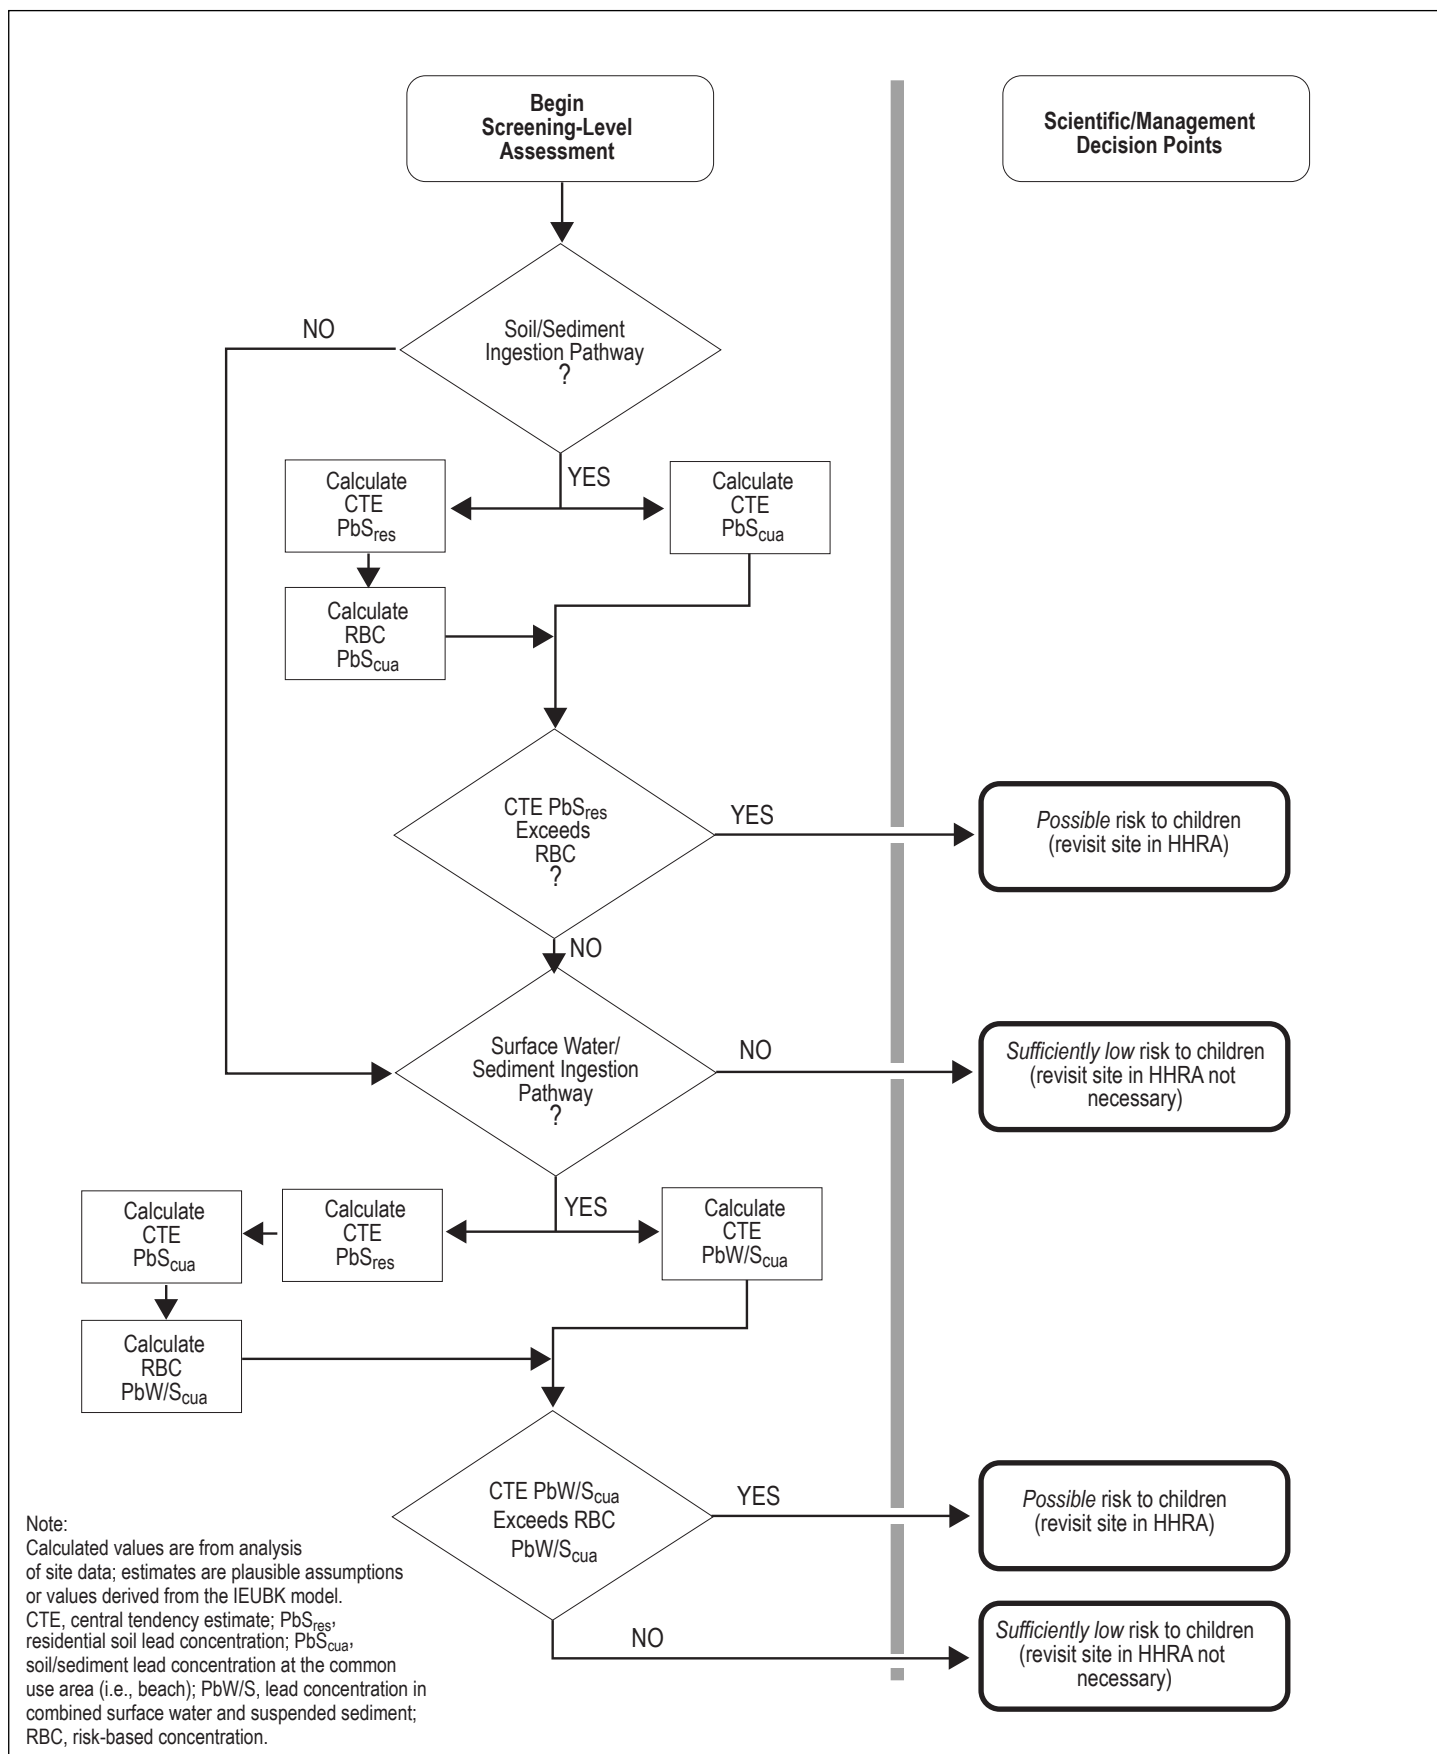 Begin
Screening-Level
Assessment
Scientific/Management
Decision Points
Soil/Sediment
Ingestion Pathway
?
NO
YES
Calculate
CTE
PbSres
Calculate
CTE
PbScua
Calculate
RBC
PbScua
CTE PbSres
Exceeds
RBC
?
YES
Possible risk to children
(revisit site in HHRA)
NO
Surface Water/
Sediment Ingestion
Pathway
?
NO
Sufficiently low risk to children
(revisit site in HHRA not
necessary)
YES
Calculate
CTE
PbScua
Calculate
CTE
PbSres
Calculate
CTE
PbW/Scua
Calculate
RBC
PbW/Scua
CTE PbW/Scua
Exceeds RBC
PbW/Scua
YES
Possible risk to children
(revisit site in HHRA)
NO
Sufficiently low risk to children
(revisit site in HHRA not
necessary)
Note:
Calculated values are from analysis
of site data; estimates are plausible assumptions
or values derived from the IEUBK model.
CTE, central tendency estimate; PbSres,
residential soil lead concentration; PbScua,
soil/sediment lead concentration at the common
use area (i.e., beach); PbW/S, lead concentration in
combined surface water and suspended sediment;
RBC, risk-based concentration.